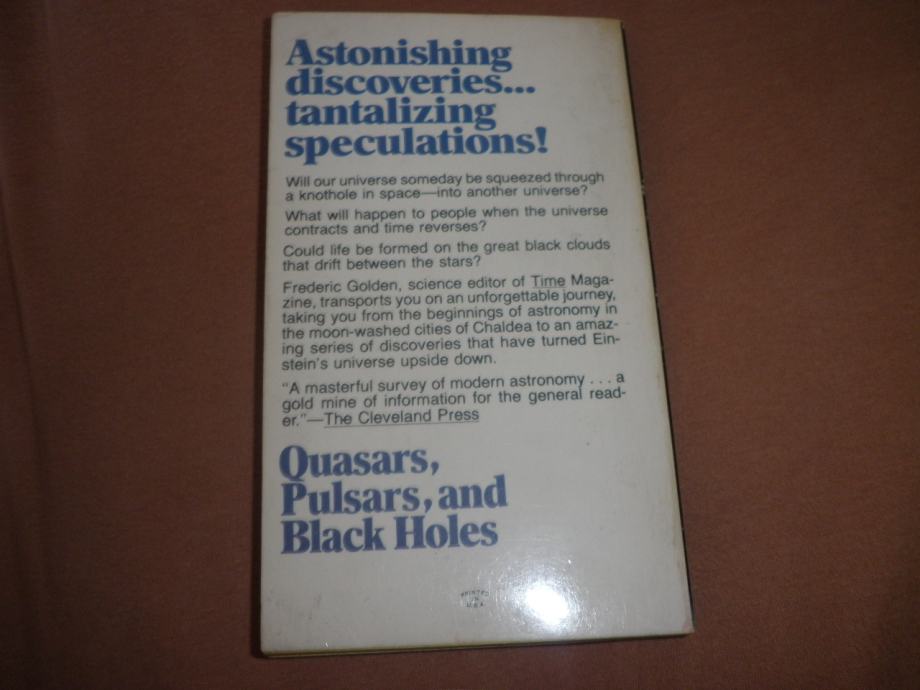 Astonishing
discoveries...
tantalizing
speculations!
Will our universe someday be squeezed through
a knothole in space—into another universe?
What will happen to people when the universe
contracts and time reverses?
Could life be formed on the great black clouds
that drift between the stars?
Frederic Golden, science editor of Time Maga-
zine, transports you on an unforgettable journey,
taking you from the beginnings of astronomy in
the moon-washed cities of Chaldea to an amaz-
ing series of discoveries that have turned Ein-
stein's universe upside down.
"A masterful survey of modern astronomy . . . a
gold mine of information for the general read-
er."—The Cleveland Press
Quasars,
Pulsars, and
Black Holes
PRINTED
IN
U.S.A.